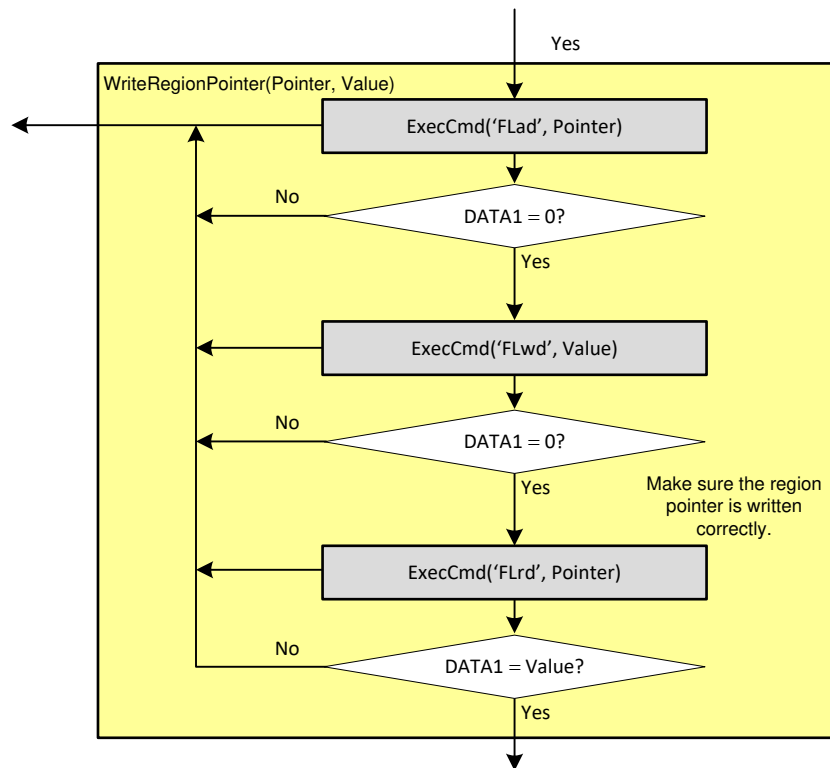 Yes
WriteRegionPointer(Pointer, Value)
ExecCmd(‘FLad’, Pointer)
No
DATA1 = 0?
Yes
ExecCmd(‘FLwd’, Value)
No
DATA1 = 0?
Yes
Make sure the region
pointer is written
correctly.
ExecCmd(‘FLrd’, Pointer)
No
DATA1 = Value?
Yes